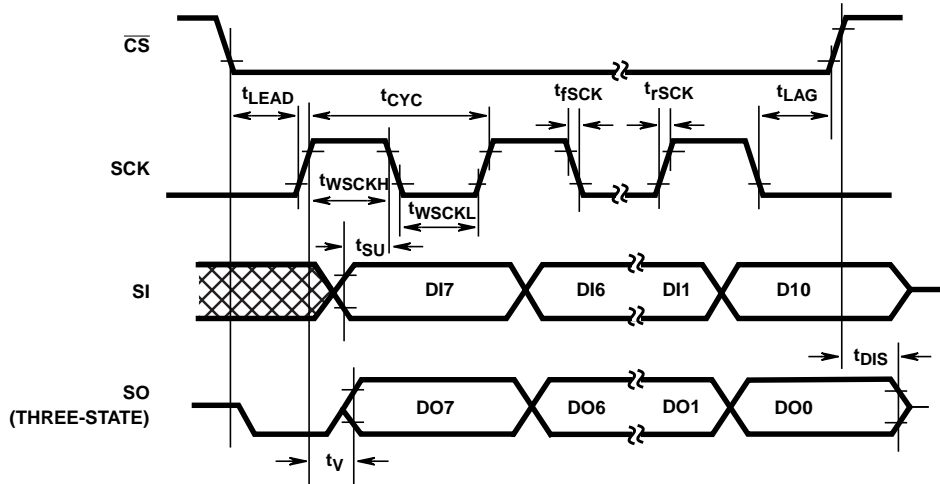 CS
tLEAD tCYC tfSCK trSCK tLAG
SCK
tWSCKH
tWSCKL
tSU
SI DI7 DI6 DI1 D10
tDIS
SO
(THREE-STATE)
DO7 DO6 DO1 DO0
tV